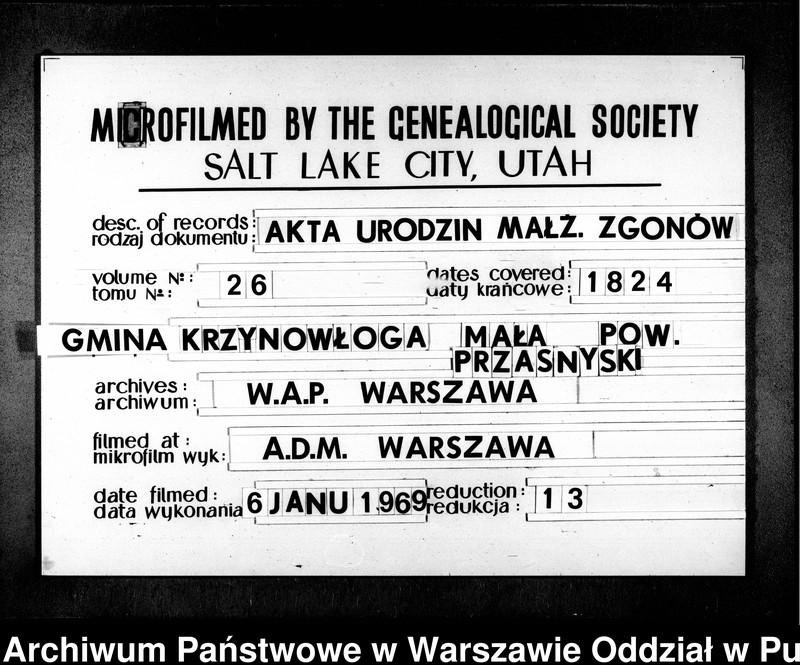 MICROFILMED BY THE GENEALOGICAL SOCIETY
SALT LAKE CITY, UTAH
desc. of records:
rodzaj dokumentu: AKTA URODZIN MAŁŻ. ZGONÓW
volume №: 26 dates covered: 1824
tomu №: daty krańcowe:
GMINA KRZYNOWŁOGA MAŁA POW.
PRZASNYSKI
archives:
archiwum: W.A.P. WARSZAWA
filmed at:
mikrofilm wyk: A.D.M. WARSZAWA
date filmed: reduction:
data wykonania 6 JANU 1969 redukcja: 13
Archiwum Państwowe w Warszawie Oddział w Pu